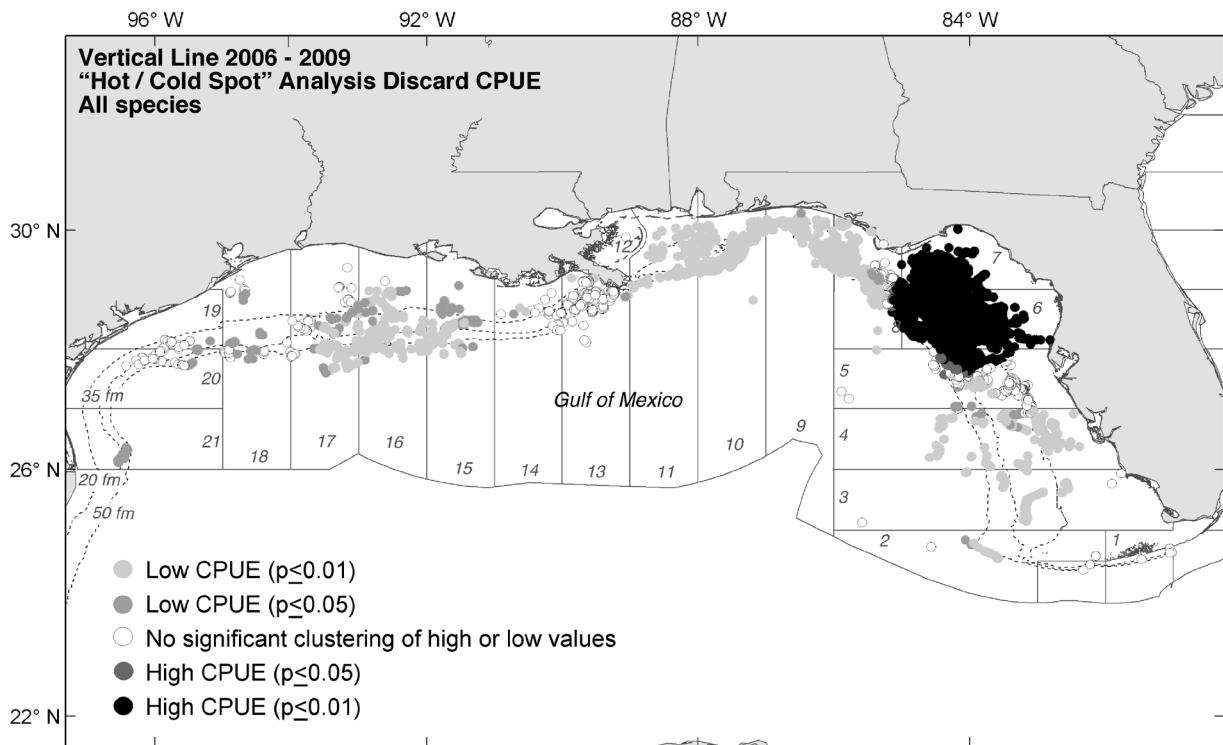 96° W 92° W 88° W 84° W
Vertical Line 2006 - 2009
“Hot / Cold Spot” Analysis Discard CPUE
All species
30° N
26° N
22° N
12
7
6
19
8
5
20
35 fm
Gulf of Mexico
21 18 17 16 15 14 13 11 10 9 4
20 fm
3
50 fm
2 1
Low CPUE (p≤0.01)
Low CPUE (p≤0.05)
No significant clustering of high or low values
High CPUE (p≤0.05)
High CPUE (p≤0.01)